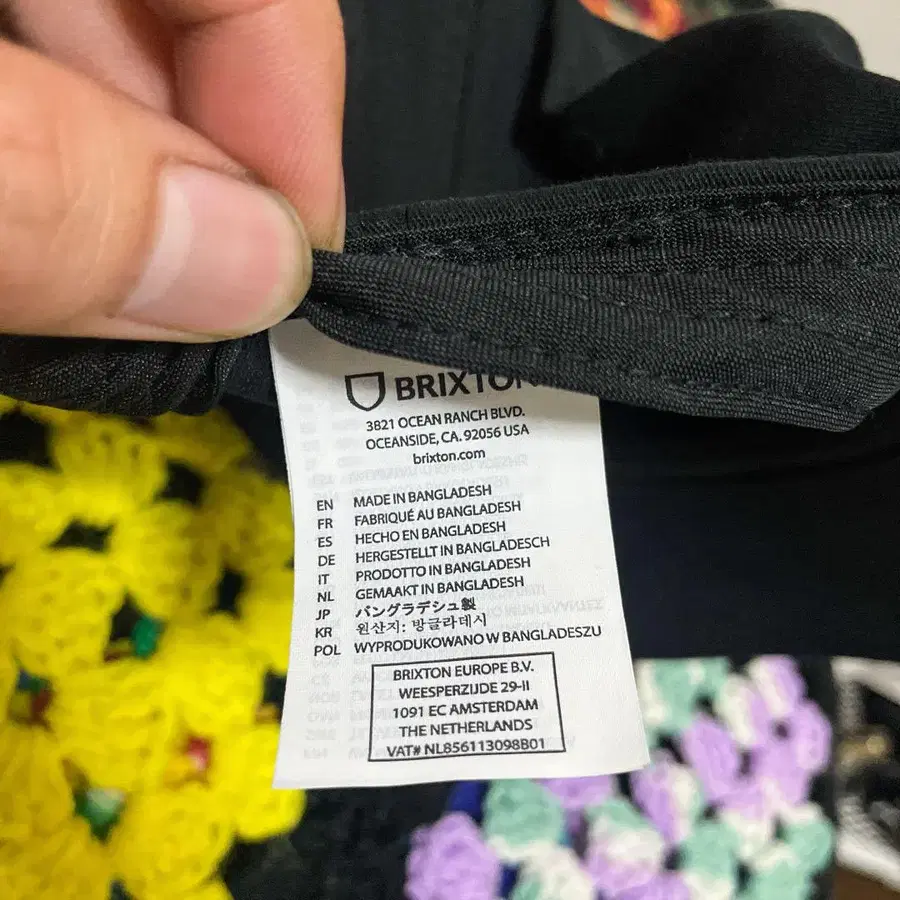 BRIXTON
3821 OCEAN RANCH BLVD.
OCEANSIDE, CA. 92056 USA
brixton.com
EN MADE IN BANGLADESH
FR FABRIQUÉ AU BANGLADESH
ES HECHO EN BANGLADESH
DE HERGESTELLT IN BANGLADESCH
IT PRODOTTO IN BANGLADESH
NL GEMAAKT IN BANGLADESH
JP バングラデシュ製
KR 원산지: 방글라데시
POL WYPRODUKOWANO W BANGLADESZU
BRIXTON EUROPE B.V.
WEESPERZIJDE 29-II
1091 EC AMSTERDAM
THE NETHERLANDS
VAT# NL856113098B01